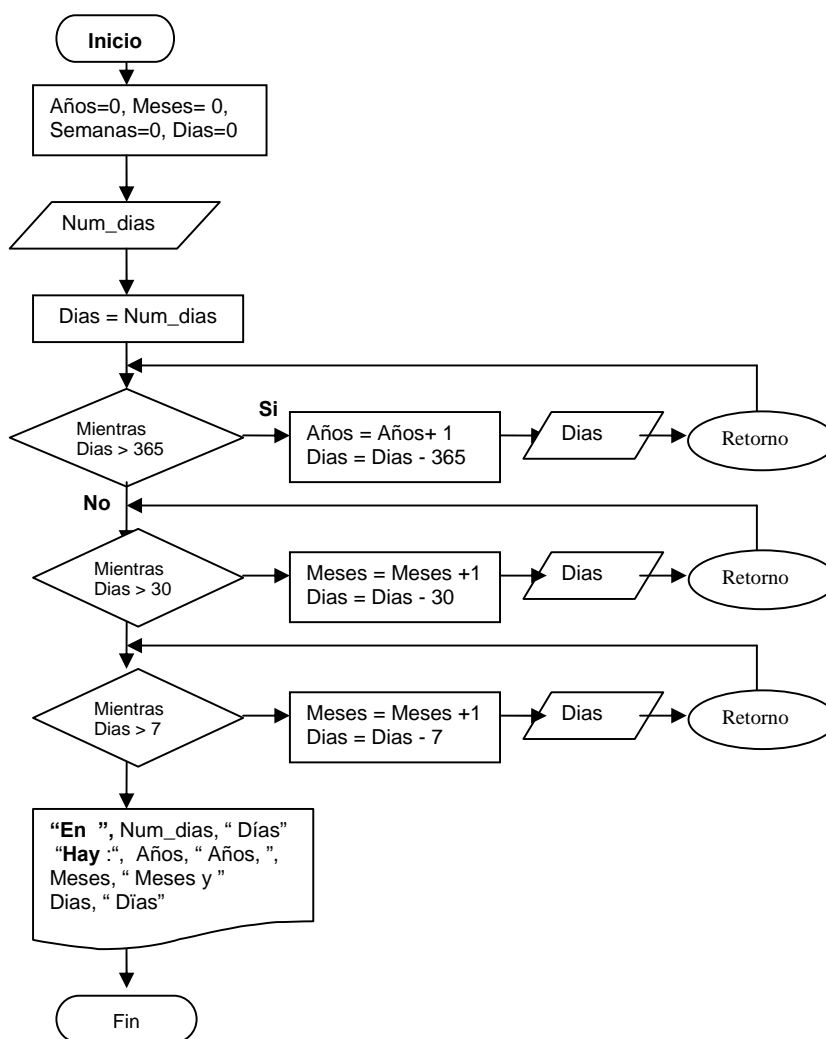 Inicio
Años=0, Meses= 0,
Semanas=0, Dias=0
Num_dias
Dias = Num_dias
Mientras
Dias > 365
Si
Años = Años+ 1
Dias = Dias - 365
Dias
Retorno
No
Mientras
Dias > 30
Meses = Meses +1
Dias = Dias - 30
Dias
Retorno
Mientras
Dias > 7
Meses = Meses +1
Dias = Dias - 7
Dias
Retorno
“En ”, Num_dias, “ Días”
“Hay :“, Años, “ Años, ”,
Meses, “ Meses y ”
Dias, “ Dïas”
Fin